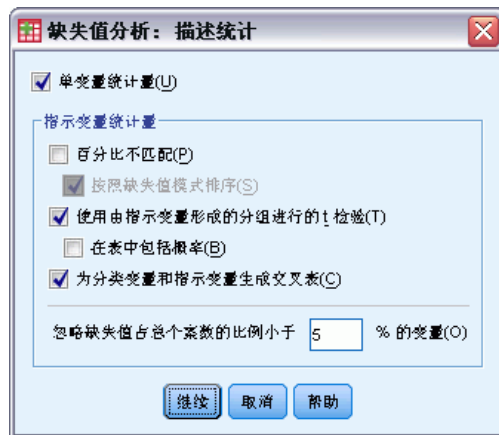 缺失值分析：描述统计
单变量统计量(U)
指示变量统计量
百分比不匹配(P)
按照缺失值模式排序(S)
使用由指示变量形成的分组进行的 t 检验(T)
在表中包括概率(B)
为分类变量和指示变量生成交叉表(C)
忽略缺失值占总个案数的比例小于 5 % 的变量(O)
继续 取消 帮助